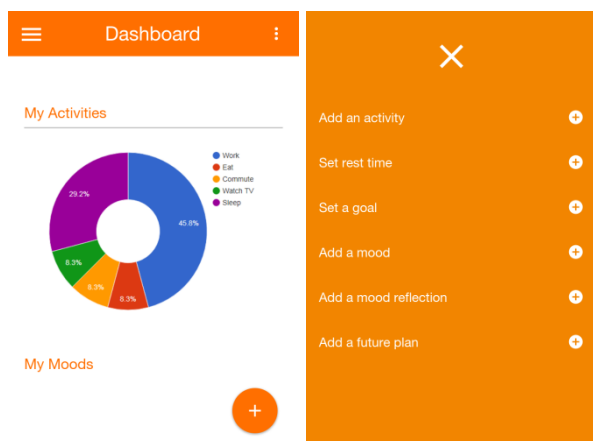 Dashboard
My Activities
Work
Eat
Commute
Watch TV
Sleep
29.2%
45.8%
8.3%
8.3%
8.3%
My Moods
Add an activity
Set rest time
Set a goal
Add a mood
Add a mood reflection
Add a future plan